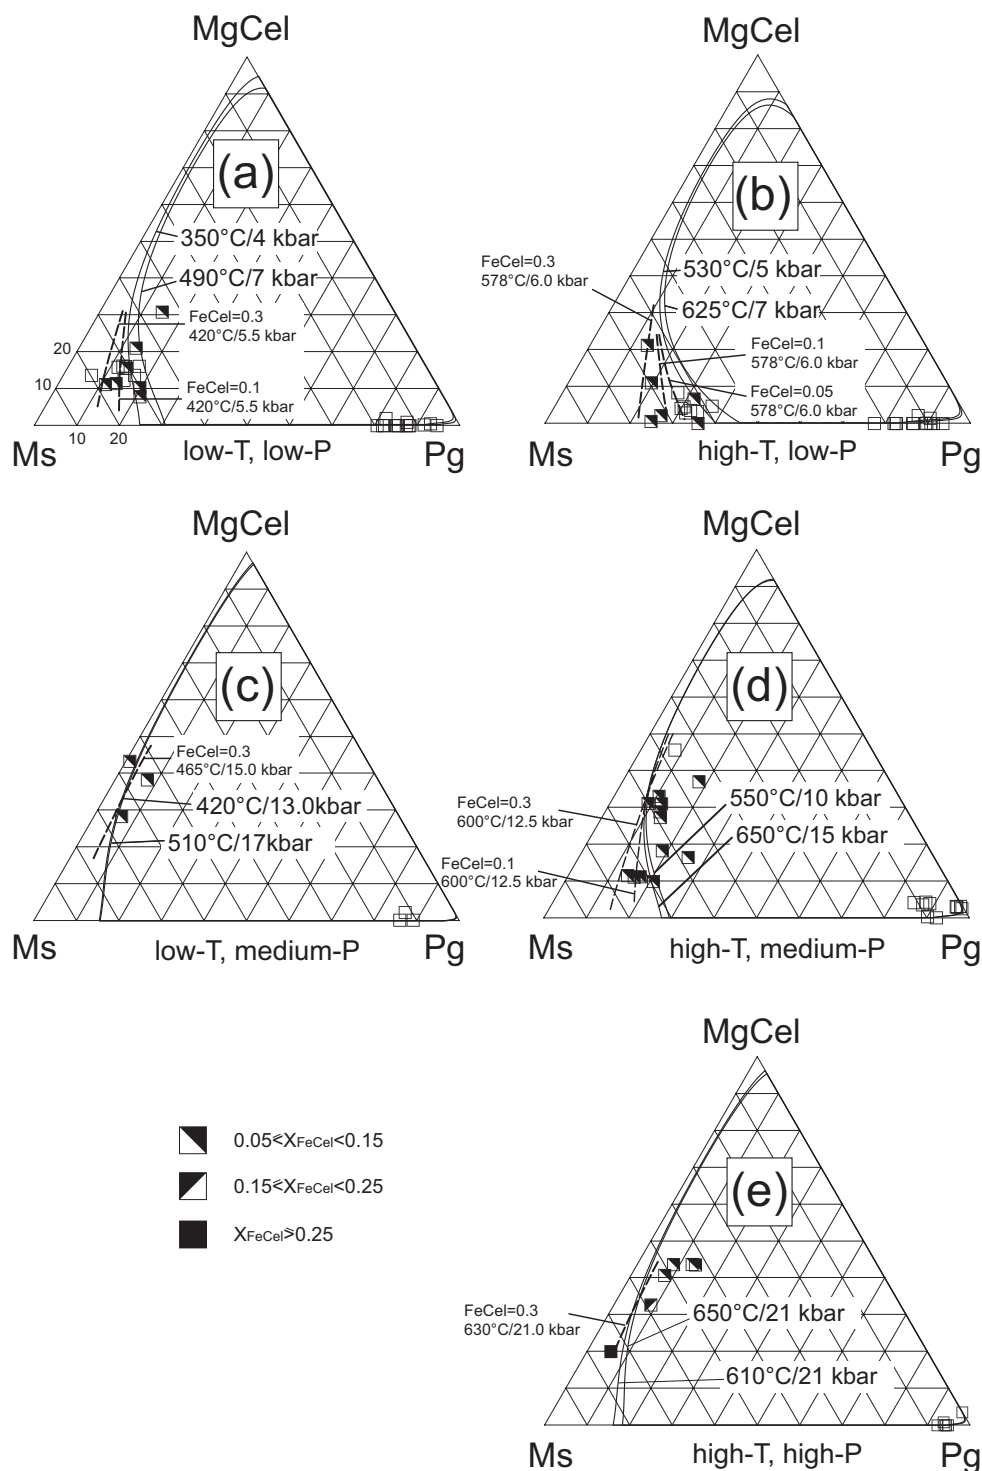 MgCel
(a)
350°C/4 kbar
490°C/7 kbar
FeCel=0.3
420°C/5.5 kbar
FeCel=0.1
420°C/5.5 kbar
20
10
10
20
Ms
low-T, low-P
Pg
MgCel
(b)
FeCel=0.3
578°C/6.0 kbar
530°C/5 kbar
625°C/7 kbar
FeCel=0.1
578°C/6.0 kbar
FeCel=0.05
578°C/6.0 kbar
Ms
high-T, low-P
Pg
MgCel
(c)
FeCel=0.3
465°C/15.0 kbar
420°C/13.0kbar
510°C/17kbar
Ms
low-T, medium-P
Pg
MgCel
(d)
FeCel=0.3
600°C/12.5 kbar
550°C/10 kbar
650°C/15 kbar
FeCel=0.1
600°C/12.5 kbar
Ms
high-T, medium-P
Pg
0.05≤XFeCel<0.15
0.15≤XFeCel<0.25
XFeCel≥0.25
MgCel
(e)
FeCel=0.3
630°C/21.0 kbar
650°C/21 kbar
610°C/21 kbar
Ms
high-T, high-P
Pg